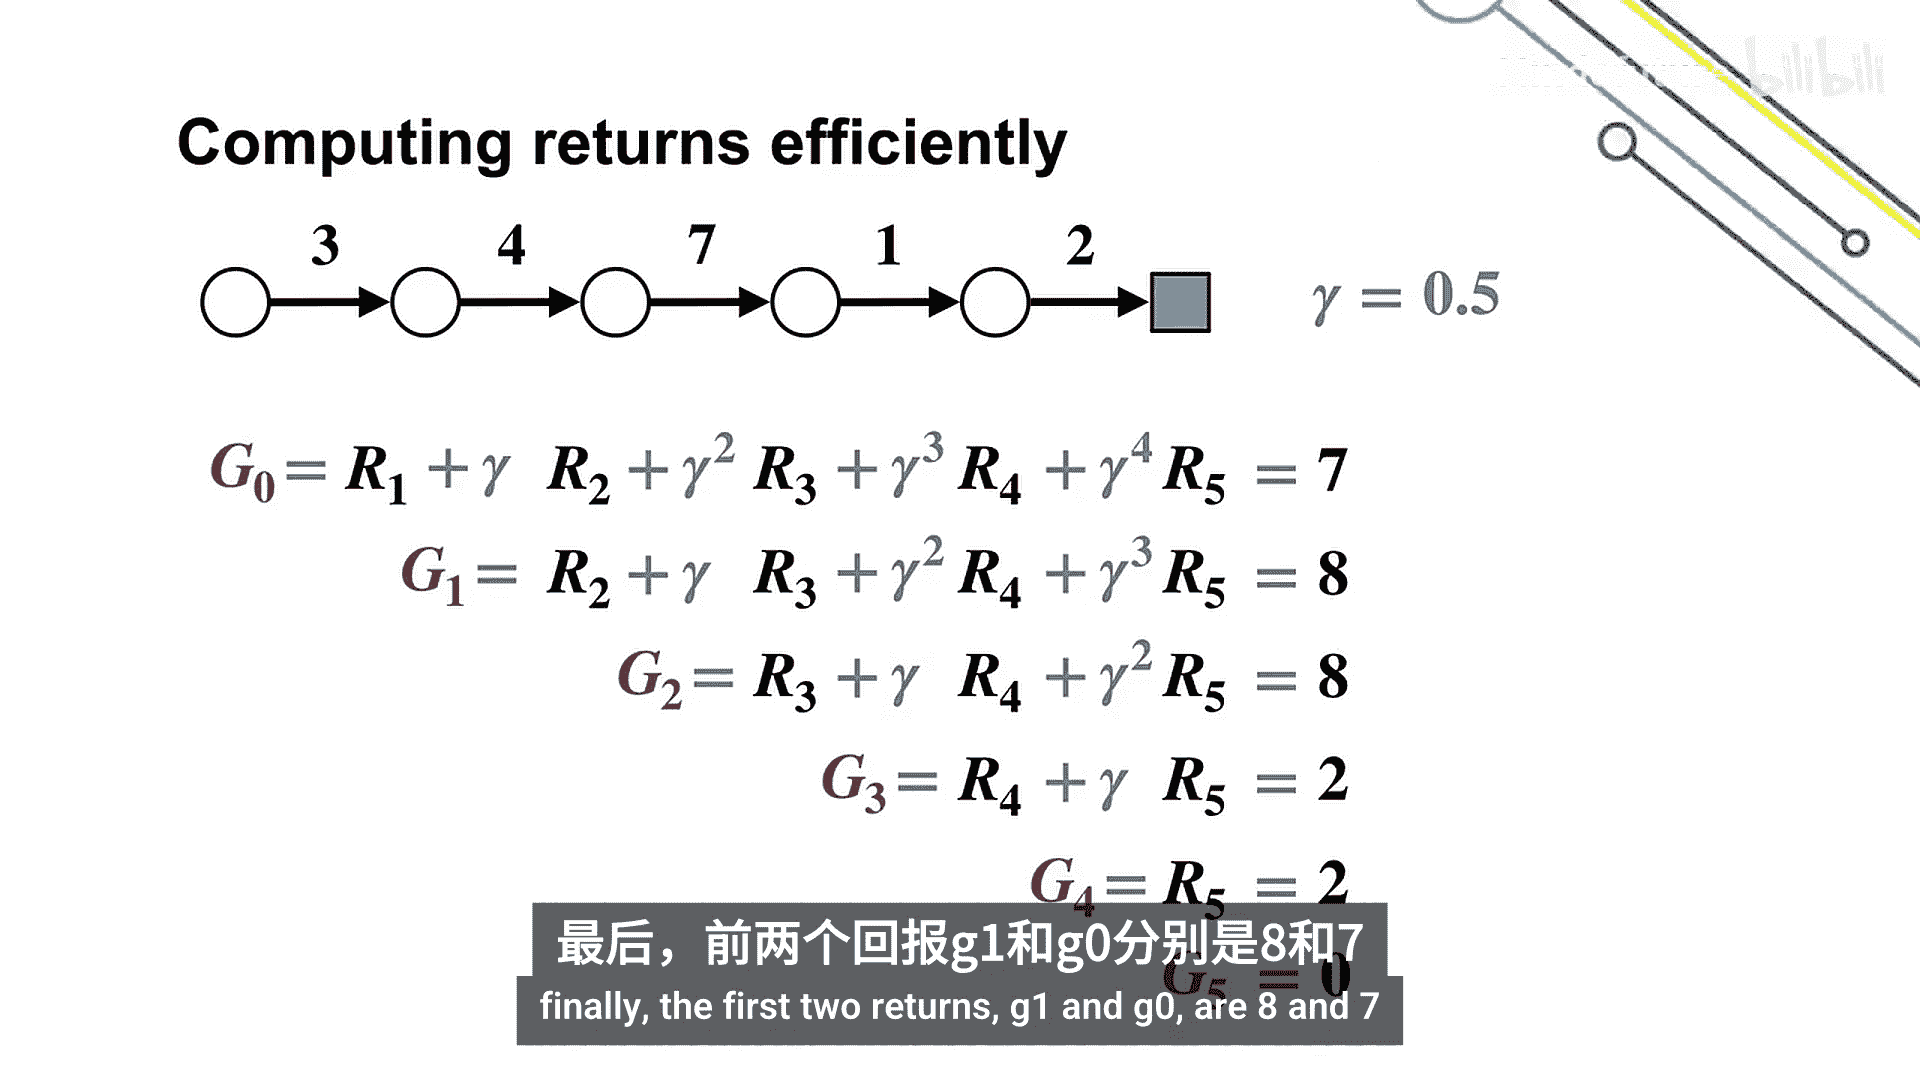 bilibili
Computing returns efficiently
3 4 7 1 2
γ = 0.5
G₀ = R₁ + γ R₂ + γ² R₃ + γ³ R₄ + γ⁴ R₅ = 7
G₁ = R₂ + γ R₃ + γ² R₄ + γ³ R₅ = 8
G₂ = R₃ + γ R₄ + γ² R₅ = 8
G₃ = R₄ + γ R₅ = 2
G₄ = R₅ = 2
G₅ = 0
最后，前两个回报g1和g0分别是8和7
finally, the first two returns, g1 and g0, are 8 and 7